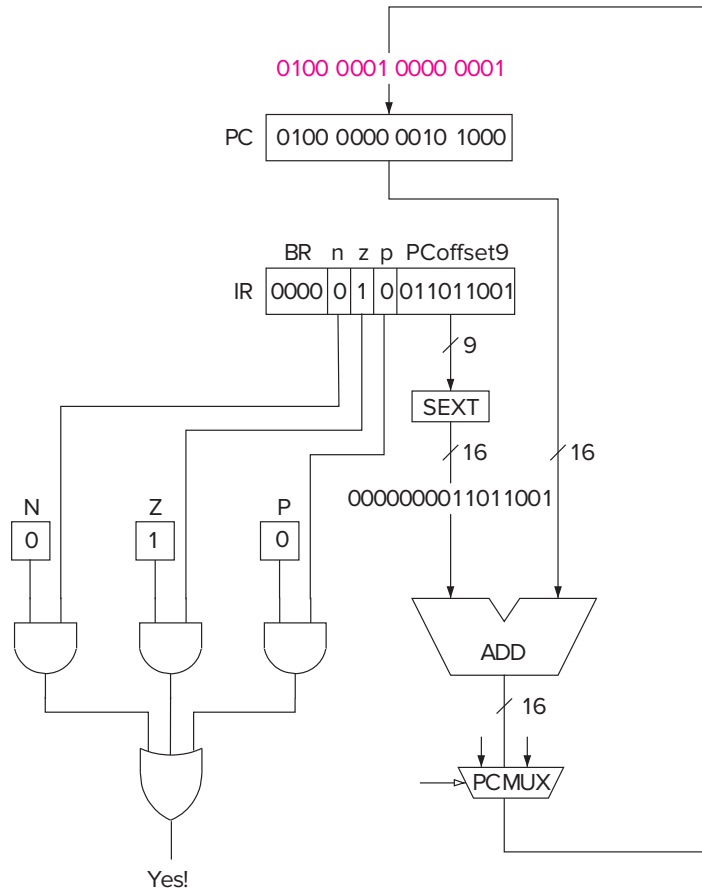 0100 0001 0000 0001
PC 0100 0000 0010 1000
BR n z p PCoffset9
IR 0000 0 1 0 011011001
9
SEXT
16 16
0000000011011001
N Z P
0 1 0
ADD
16
PCMUX
Yes!